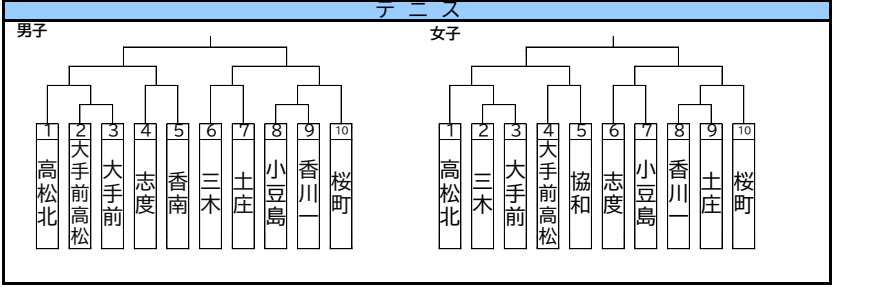 テニス
男子
女子
1 2 3 4 5 6 7 8 9 10
高松北
大手前高松
大手前
志度
香南
三木
土庄
小豆島
香川一
桜町
1 2 3 4 5 6 7 8 9 10
高松北
三木
大手前
大手前高松
協和
志度
小豆島
香川一
土庄
桜町